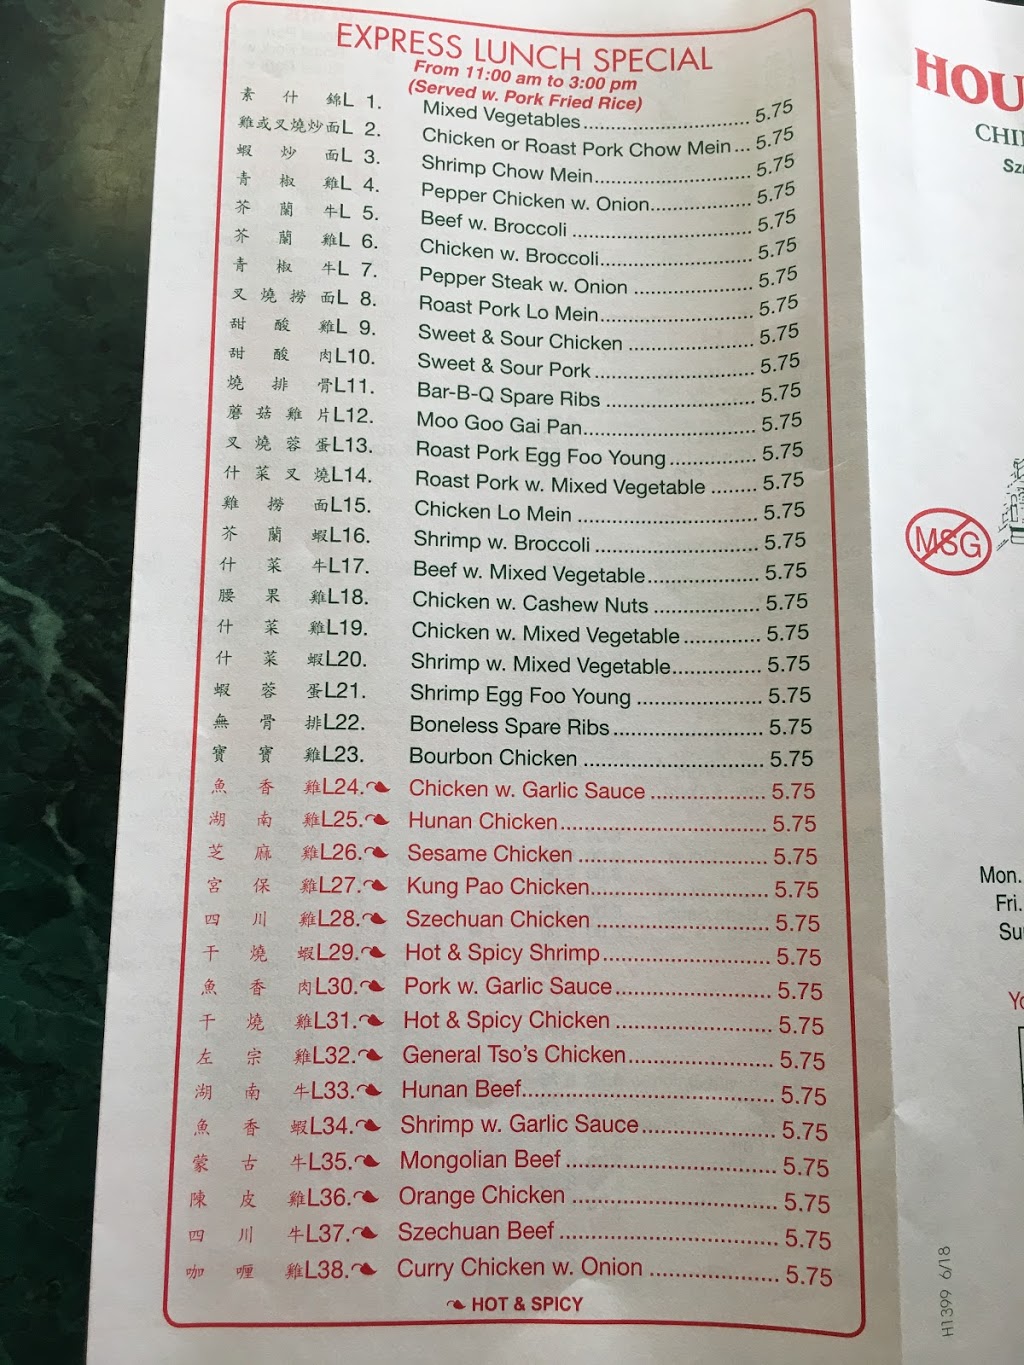 EXPRESS LUNCH SPECIAL
From 11:00 am to 3:00 pm
(Served w. Pork Fried Rice)
素什錦L 1. Mixed Vegetables 5.75
雞或叉燒炒面L 2. Chicken or Roast Pork Chow Mein 5.75
蝦炒面L 3. Shrimp Chow Mein 5.75
青椒雞L 4. Pepper Chicken w. Onion 5.75
芥蘭牛L 5. Beef w. Broccoli 5.75
芥蘭雞L 6. Chicken w. Broccoli 5.75
青椒牛L 7. Pepper Steak w. Onion 5.75
叉燒撈面L 8. Roast Pork Lo Mein 5.75
甜酸雞L 9. Sweet & Sour Chicken 5.75
甜酸肉L10. Sweet & Sour Pork 5.75
燒排骨L11. Bar-B-Q Spare Ribs 5.75
蘑菇雞片L12. Moo Goo Gai Pan 5.75
叉燒蓉蛋L13. Roast Pork Egg Foo Young 5.75
什菜叉燒L14. Roast Pork w. Mixed Vegetable 5.75
雞撈面L15. Chicken Lo Mein 5.75
芥蘭蝦L16. Shrimp w. Broccoli 5.75
什菜牛L17. Beef w. Mixed Vegetable 5.75
腰果雞L18. Chicken w. Cashew Nuts 5.75
什菜雞L19. Chicken w. Mixed Vegetable 5.75
什菜蝦L20. Shrimp w. Mixed Vegetable 5.75
蝦蓉蛋L21. Shrimp Egg Foo Young 5.75
無骨排L22. Boneless Spare Ribs 5.75
寶寶雞L23. Bourbon Chicken 5.75
魚香雞L24. Chicken w. Garlic Sauce 5.75
湖南雞L25. Hunan Chicken 5.75
芝麻雞L26. Sesame Chicken 5.75
宮保雞L27. Kung Pao Chicken 5.75
四川雞L28. Szechuan Chicken 5.75
干燒蝦L29. Hot & Spicy Shrimp 5.75
魚香肉L30. Pork w. Garlic Sauce 5.75
干燒雞L31. Hot & Spicy Chicken 5.75
左宗雞L32. General Tso's Chicken 5.75
湖南牛L33. Hunan Beef 5.75
魚香蝦L34. Shrimp w. Garlic Sauce 5.75
蒙古牛L35. Mongolian Beef 5.75
陳皮雞L36. Orange Chicken 5.75
四川牛L37. Szechuan Beef 5.75
咖喱雞L38. Curry Chicken w. Onion 5.75
HOT & SPICY
HOU
CHI
Sz
MSG
Mon.
Fri.
Su
Yo
H1399 6/18